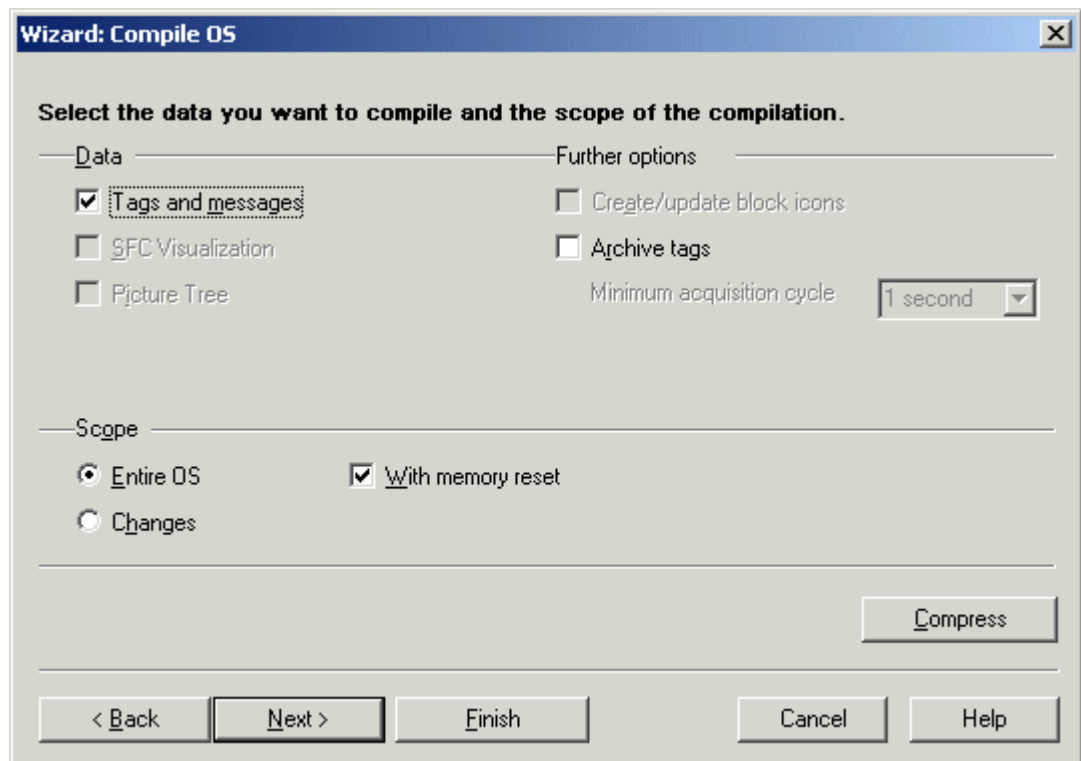 Wizard: Compile OS
Select the data you want to compile and the scope of the compilation.
Data
Further options
Tags and messages
Create/update block icons
SFC Visualization
Archive tags
Picture Tree
Minimum acquisition cycle
1 second
Scope
Entire OS
With memory reset
Changes
Compress
< Back
Next >
Finish
Cancel
Help